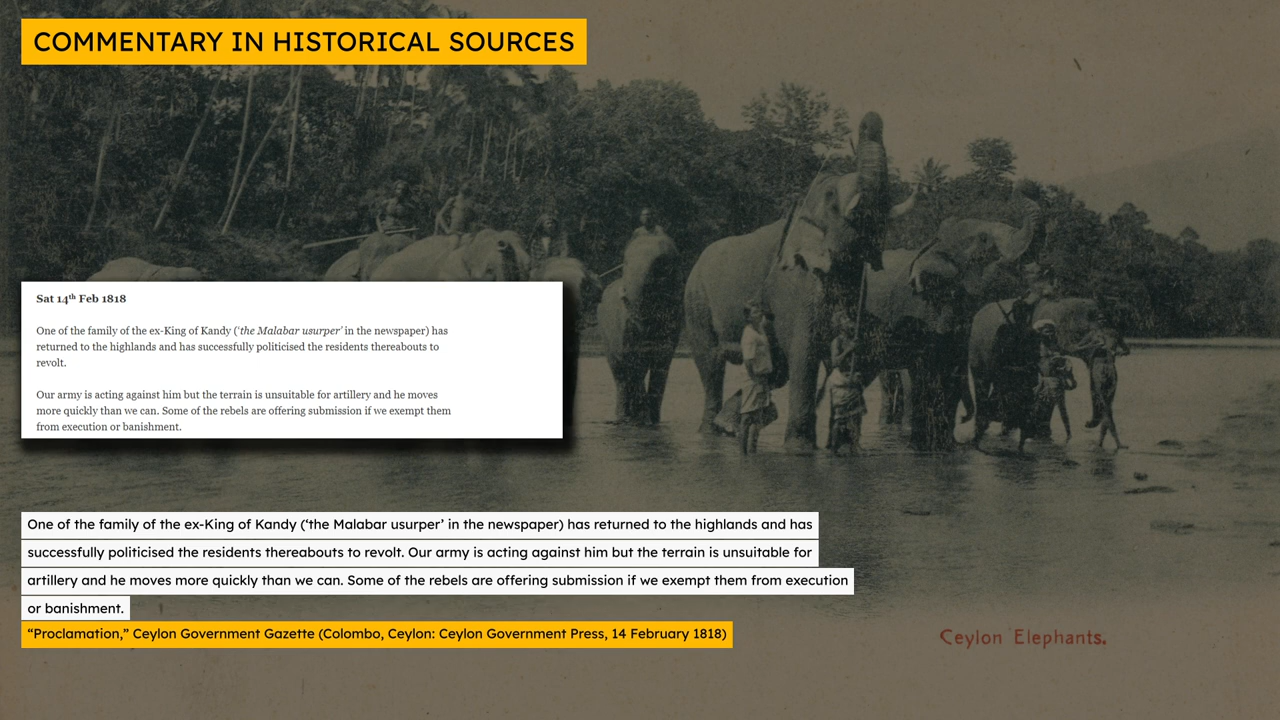 COMMENTARY IN HISTORICAL SOURCES
Sat 14th Feb 1818
One of the family of the ex-King of Kandy (‘the Malabar usurper’ in the newspaper) has
returned to the highlands and has successfully politicised the residents thereabouts to
revolt.
Our army is acting against him but the terrain is unsuitable for artillery and he moves
more quickly than we can. Some of the rebels are offering submission if we exempt them
from execution or banishment.
One of the family of the ex-King of Kandy (‘the Malabar usurper’ in the newspaper) has returned to the highlands and has
successfully politicised the residents thereabouts to revolt. Our army is acting against him but the terrain is unsuitable for
artillery and he moves more quickly than we can. Some of the rebels are offering submission if we exempt them from execution
or banishment.
“Proclamation,” Ceylon Government Gazette (Colombo, Ceylon: Ceylon Government Press, 14 February 1818)
Ceylon Elephants.